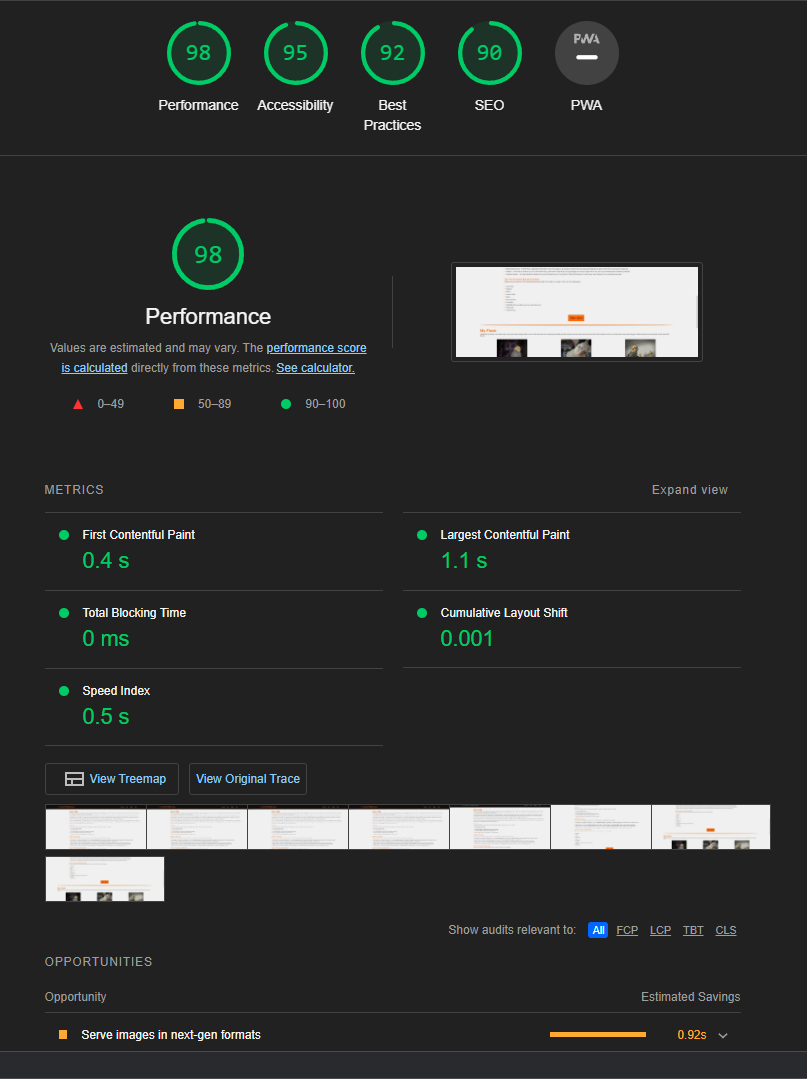 98
95
92
90
PWA
Performance
Accessibility
Best
Practices
SEO
PWA
98
Performance
Values are estimated and may vary. The performance score
is calculated directly from these metrics. See calculator.
0–49
50–89
90–100
METRICS
Expand view
First Contentful Paint
0.4 s
Largest Contentful Paint
1.1 s
Total Blocking Time
0 ms
Cumulative Layout Shift
0.001
Speed Index
0.5 s
View Treemap
View Original Trace
Show audits relevant to: All FCP LCP TBT CLS
OPPORTUNITIES
Opportunity
Estimated Savings
Serve images in next-gen formats
0.92s